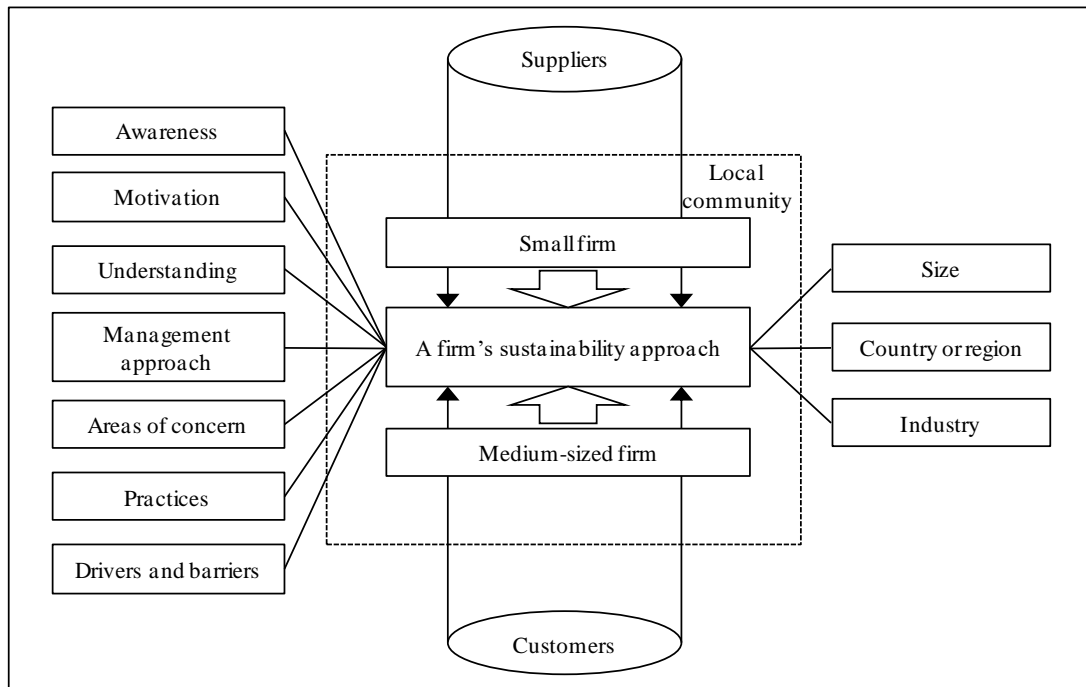 Suppliers
Awareness
Motivation
Understanding
Management
approach
Areas of concern
Practices
Drivers and barriers
Local
community
Small firm
A firm's sustainability approach
Medium-sized firm
Size
Country or region
Industry
Customers